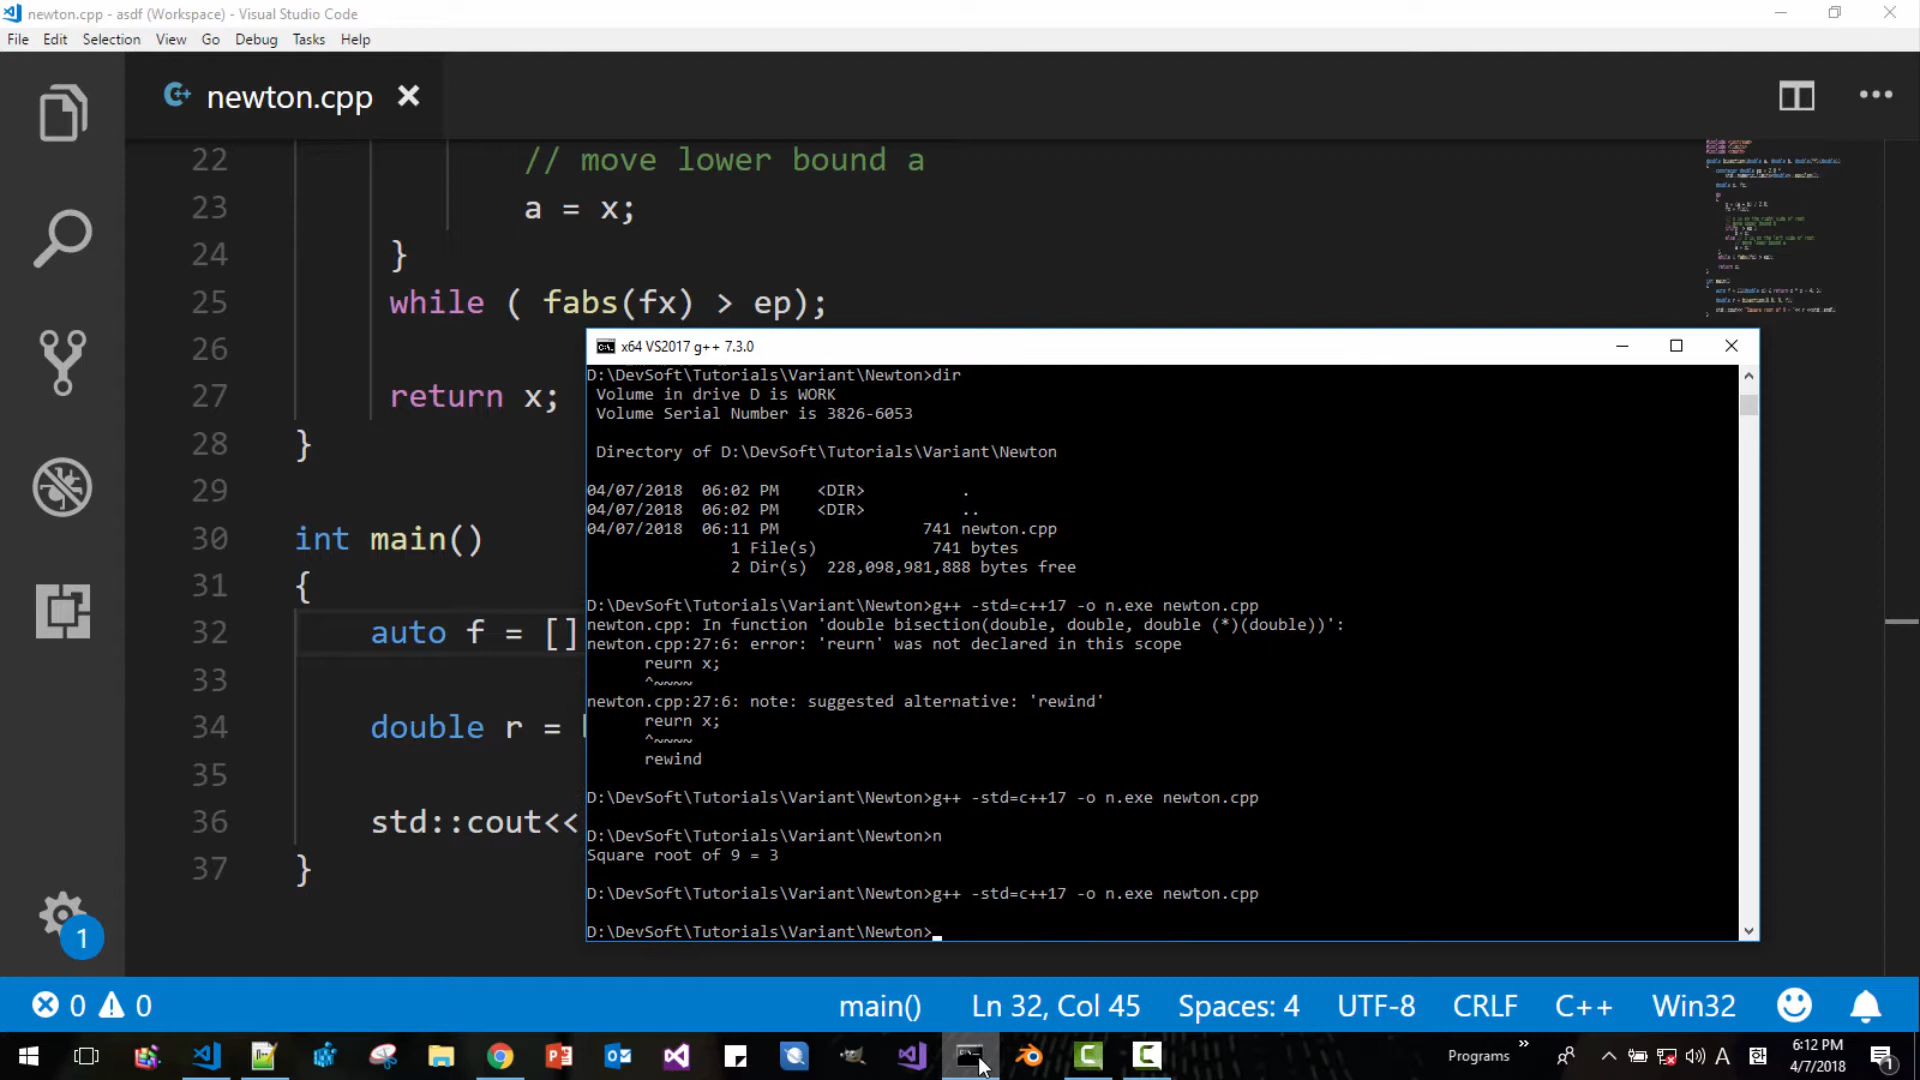 newton.cpp - asdf (Workspace) - Visual Studio Code
File Edit Selection View Go Debug Tasks Help
newton.cpp
22 // move lower bound a
23 a = x;
24 }
25 while ( fabs(fx) > ep);
26
27 return x;
28 }
29
30 int main()
31 {
32 auto f = []
33
34 double r =
35
36 std::cout<<
37 }
x64 VS2017 g++ 7.3.0
D:\DevSoft\Tutorials\Variant\Newton>dir
Volume in drive D is WORK
Volume Serial Number is 3826-6053
Directory of D:\DevSoft\Tutorials\Variant\Newton
04/07/2018 06:02 PM <DIR> .
04/07/2018 06:02 PM <DIR> ..
04/07/2018 06:11 PM 741 newton.cpp
1 File(s) 741 bytes
2 Dir(s) 228,098,981,888 bytes free
D:\DevSoft\Tutorials\Variant\Newton>g++ -std=c++17 -o n.exe newton.cpp
newton.cpp: In function 'double bisection(double, double, double (*)(double))':
newton.cpp:27:6: error: 'reurn' was not declared in this scope
reurn x;
^~~~~
newton.cpp:27:6: note: suggested alternative: 'rewind'
reurn x;
^~~~~
rewind
D:\DevSoft\Tutorials\Variant\Newton>g++ -std=c++17 -o n.exe newton.cpp
D:\DevSoft\Tutorials\Variant\Newton>n
Square root of 9 = 3
D:\DevSoft\Tutorials\Variant\Newton>g++ -std=c++17 -o n.exe newton.cpp
D:\DevSoft\Tutorials\Variant\Newton>
1
0 0 main() Ln 32, Col 45 Spaces: 4 UTF-8 CRLF C++ Win32
Programs » A 한 6:12 PM
4/7/2018 1